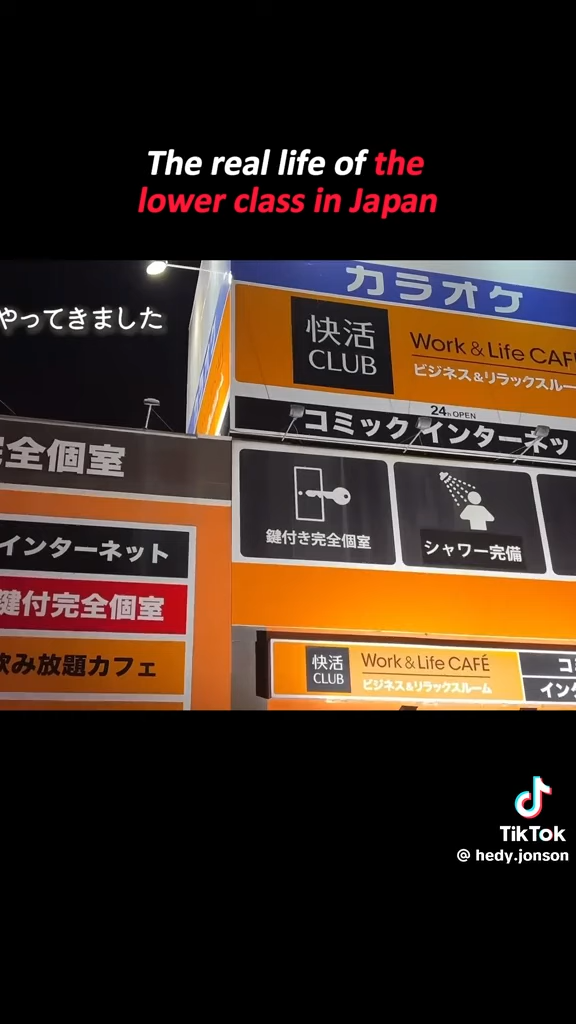 The real life of the
lower class in Japan
やってきました
カラオケ
快活
CLUB
Work & Life CAF
ビジネス&リラックスルー
24h OPEN
コミック インターネッ
完全個室
インターネット
鍵付完全個室
飲み放題カフェ
鍵付き完全個室
シャワー完備
快活
CLUB
Work & Life CAFÉ
ビジネス&リラックスルーム
コ
イン
TikTok
@ hedy.jonson